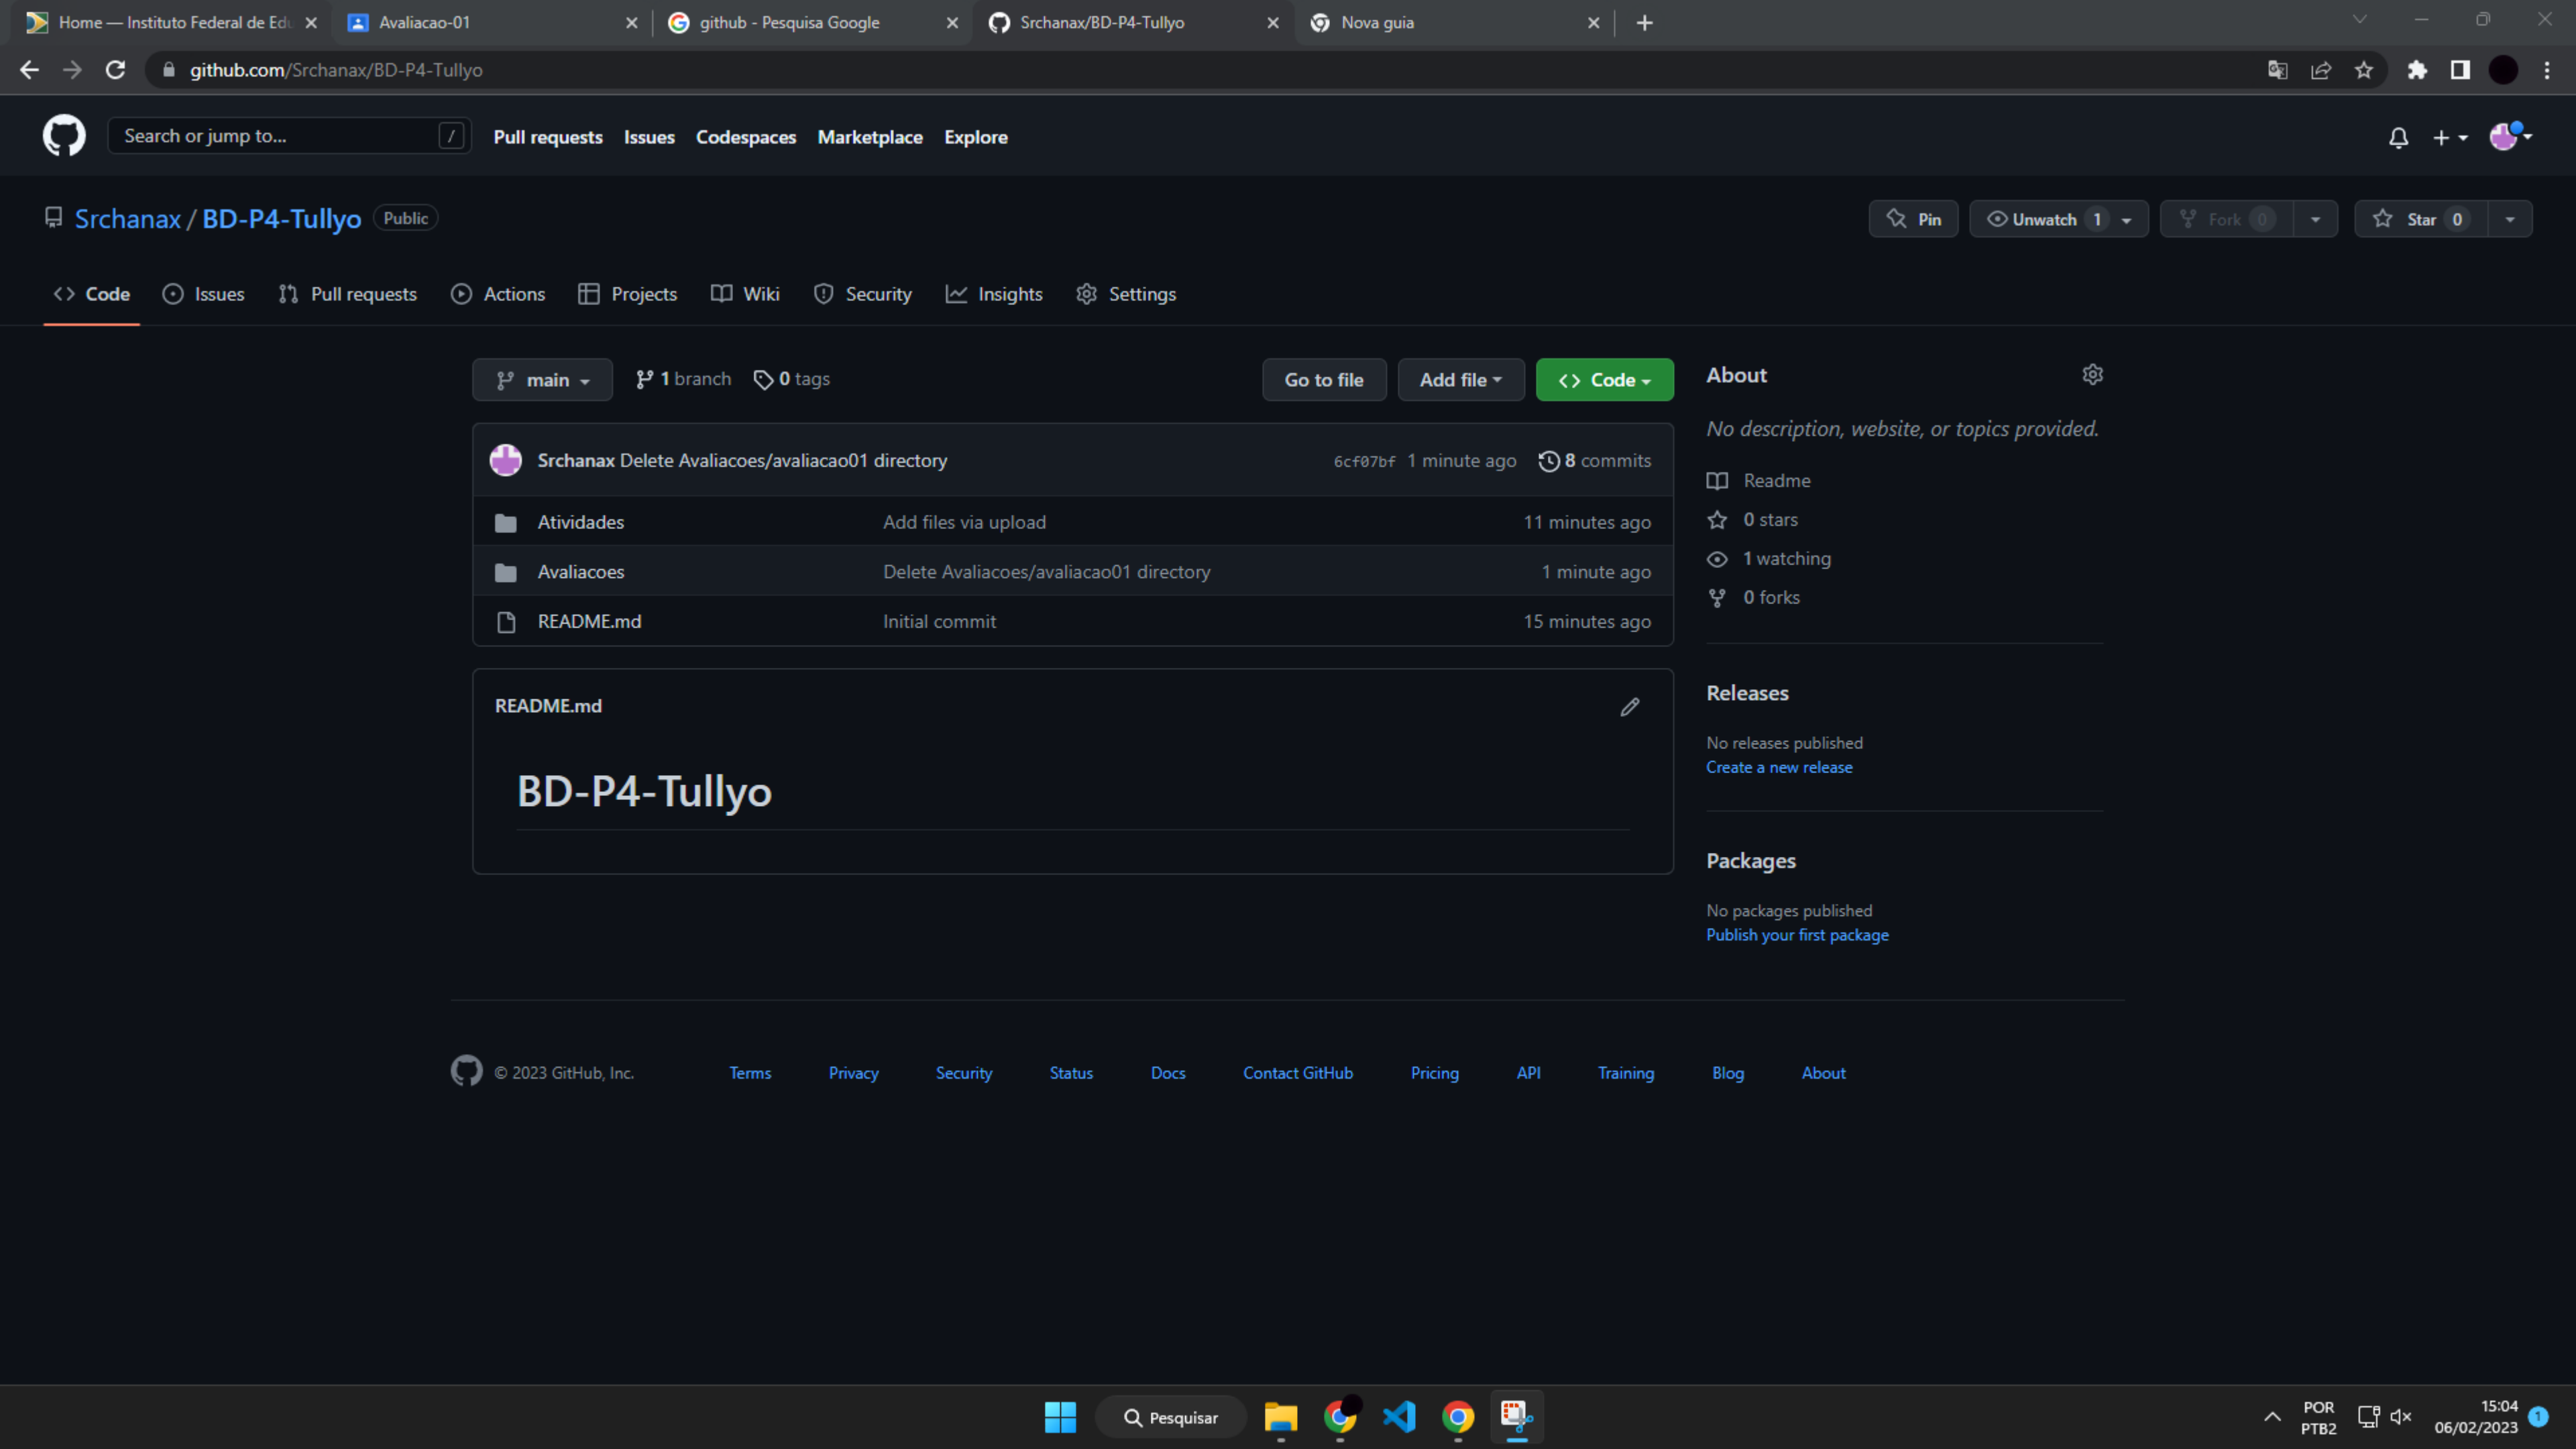 Home — Instituto Federal de Edu
Avaliacao-01
github - Pesquisa Google
Srchanax/BD-P4-Tullyo
Nova guia
github.com/Srchanax/BD-P4-Tullyo
Search or jump to... /
Pull requests Issues Codespaces Marketplace Explore
Srchanax / BD-P4-Tullyo Public
Pin Unwatch 1 Fork 0 Star 0
Code Issues Pull requests Actions Projects Wiki Security Insights Settings
main 1 branch 0 tags Go to file Add file Code
Srchanax Delete Avaliacoes/avaliacao01 directory 6cf07bf 1 minute ago 8 commits
Atividades Add files via upload 11 minutes ago
Avaliacoes Delete Avaliacoes/avaliacao01 directory 1 minute ago
README.md Initial commit 15 minutes ago
README.md
BD-P4-Tullyo
About
No description, website, or topics provided.
Readme
0 stars
1 watching
0 forks
Releases
No releases published
Create a new release
Packages
No packages published
Publish your first package
© 2023 GitHub, Inc. Terms Privacy Security Status Docs Contact GitHub Pricing API Training Blog About
Pesquisar
POR
PTB2
15:04
06/02/2023
1